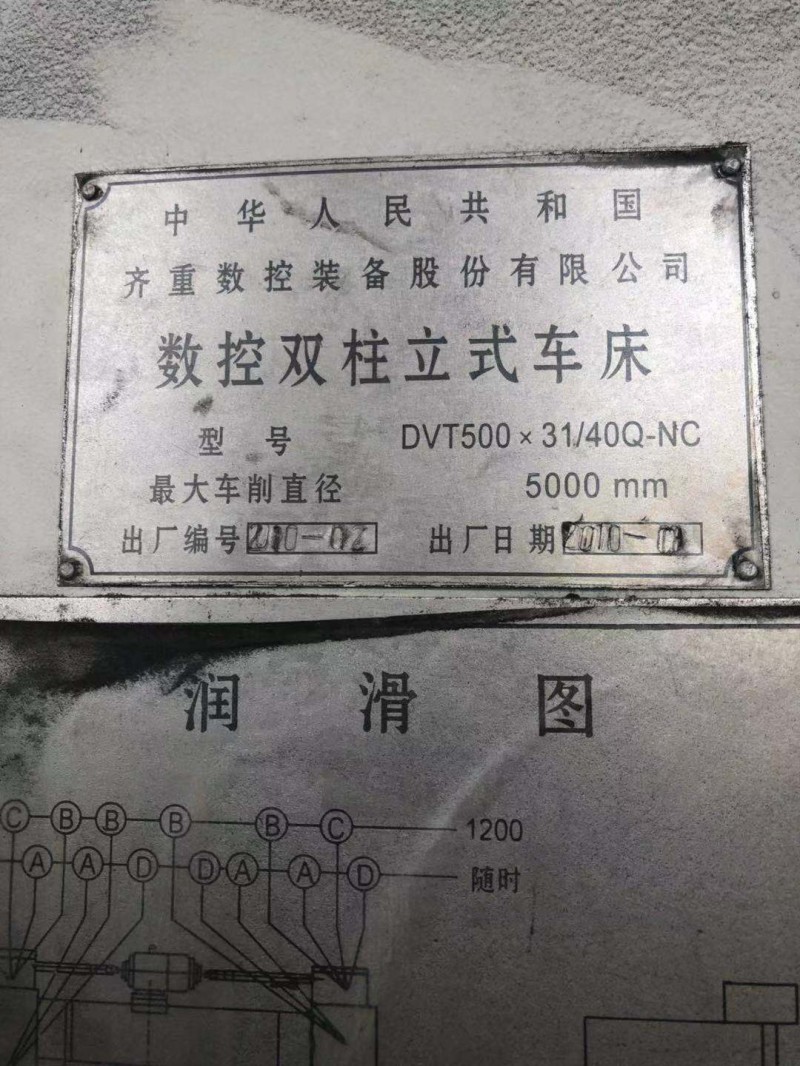 中华人民共和国
齐重数控装备股份有限公司
数控双柱立式车床
型号 DVT500×31/40Q-NC
最大车削直径 5000 mm
出厂编号 出厂日期
润滑图
C B B B B C 1200
A A D D A A D 随时